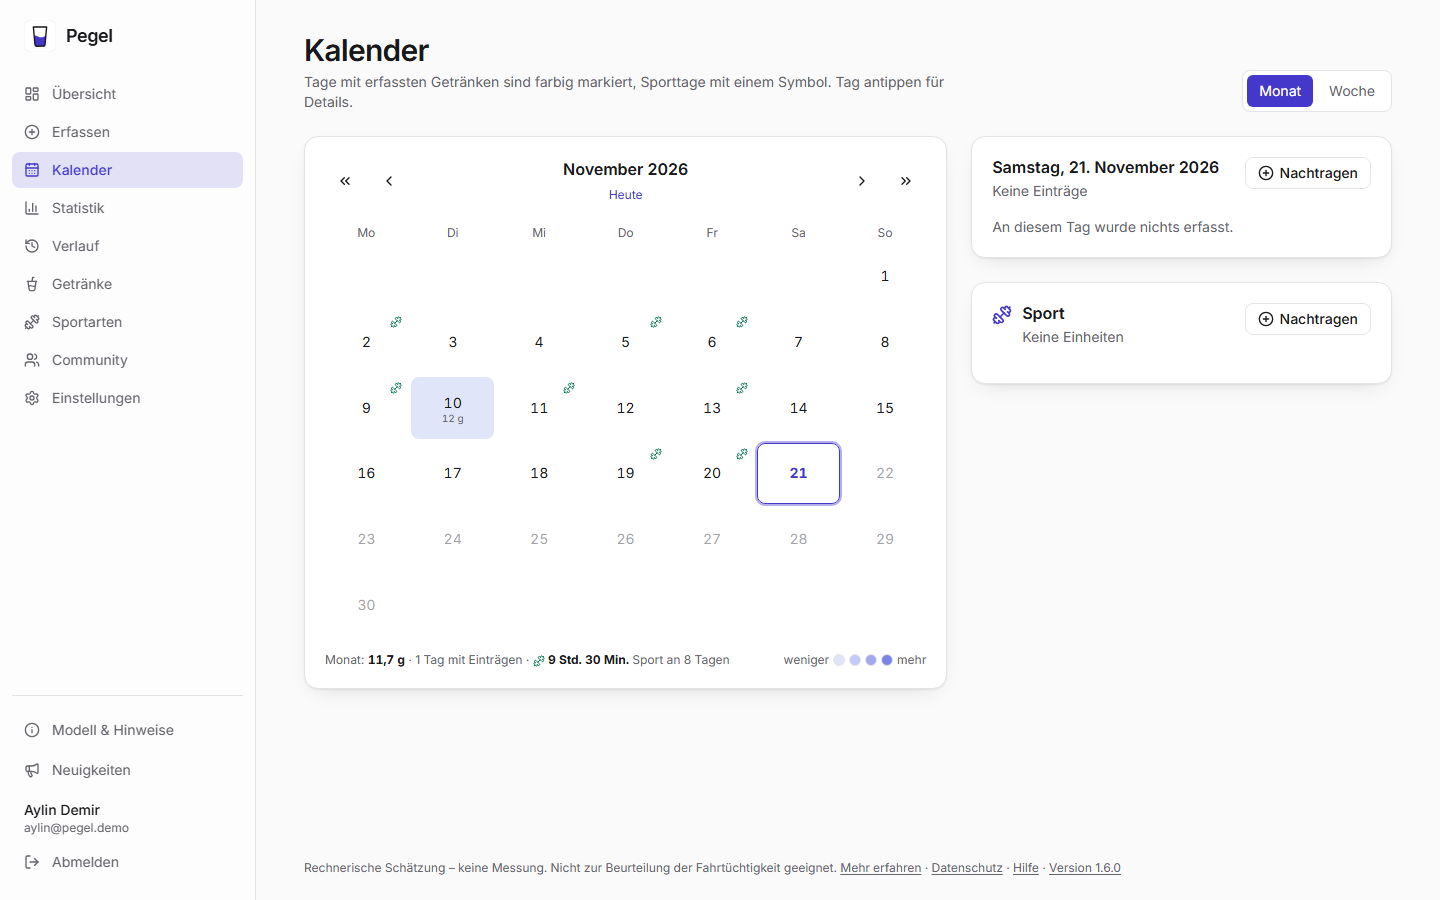 Pegel
Übersicht
Erfassen
Kalender
Statistik
Verlauf
Getränke
Sportarten
Community
Einstellungen
Modell & Hinweise
Neuigkeiten
Aylin Demir
aylin@pegel.demo
Abmelden
Kalender
Tage mit erfassten Getränken sind farbig markiert, Sporttage mit einem Symbol. Tag antippen für
Details.
Monat Woche
November 2026
Heute
Mo Di Mi Do Fr Sa So
1
2 3 4 5 6 7 8
9 10 11 12 13 14 15
12 g
16 17 18 19 20 21 22
23 24 25 26 27 28 29
30
Monat: 11,7 g · 1 Tag mit Einträgen · 9 Std. 30 Min. Sport an 8 Tagen
weniger mehr
Samstag, 21. November 2026
Keine Einträge
Nachtragen
An diesem Tag wurde nichts erfasst.
Sport
Keine Einheiten
Nachtragen
Rechnerische Schätzung – keine Messung. Nicht zur Beurteilung der Fahrtüchtigkeit geeignet. Mehr erfahren · Datenschutz · Hilfe · Version 1.6.0